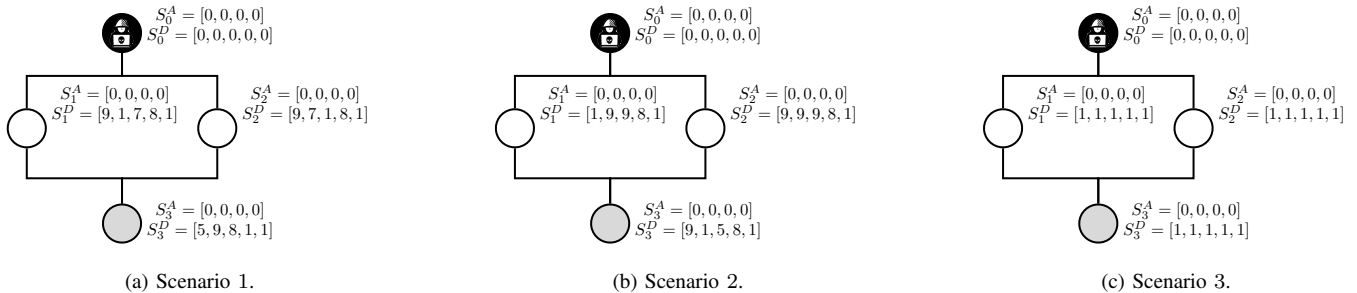 S_0^A = [0, 0, 0, 0]
S_0^D = [0, 0, 0, 0, 0]
S_1^A = [0, 0, 0, 0]
S_1^D = [9, 1, 7, 8, 1]
S_2^A = [0, 0, 0, 0]
S_2^D = [9, 7, 1, 8, 1]
S_3^A = [0, 0, 0, 0]
S_3^D = [5, 9, 8, 1, 1]
(a) Scenario 1.
S_0^A = [0, 0, 0, 0]
S_0^D = [0, 0, 0, 0, 0]
S_1^A = [0, 0, 0, 0]
S_1^D = [1, 9, 9, 8, 1]
S_2^A = [0, 0, 0, 0]
S_2^D = [9, 9, 9, 8, 1]
S_3^A = [0, 0, 0, 0]
S_3^D = [9, 1, 5, 8, 1]
(b) Scenario 2.
S_0^A = [0, 0, 0, 0]
S_0^D = [0, 0, 0, 0, 0]
S_1^A = [0, 0, 0, 0]
S_1^D = [1, 1, 1, 1, 1]
S_2^A = [0, 0, 0, 0]
S_2^D = [1, 1, 1, 1, 1]
S_3^A = [0, 0, 0, 0]
S_3^D = [1, 1, 1, 1, 1]
(c) Scenario 3.